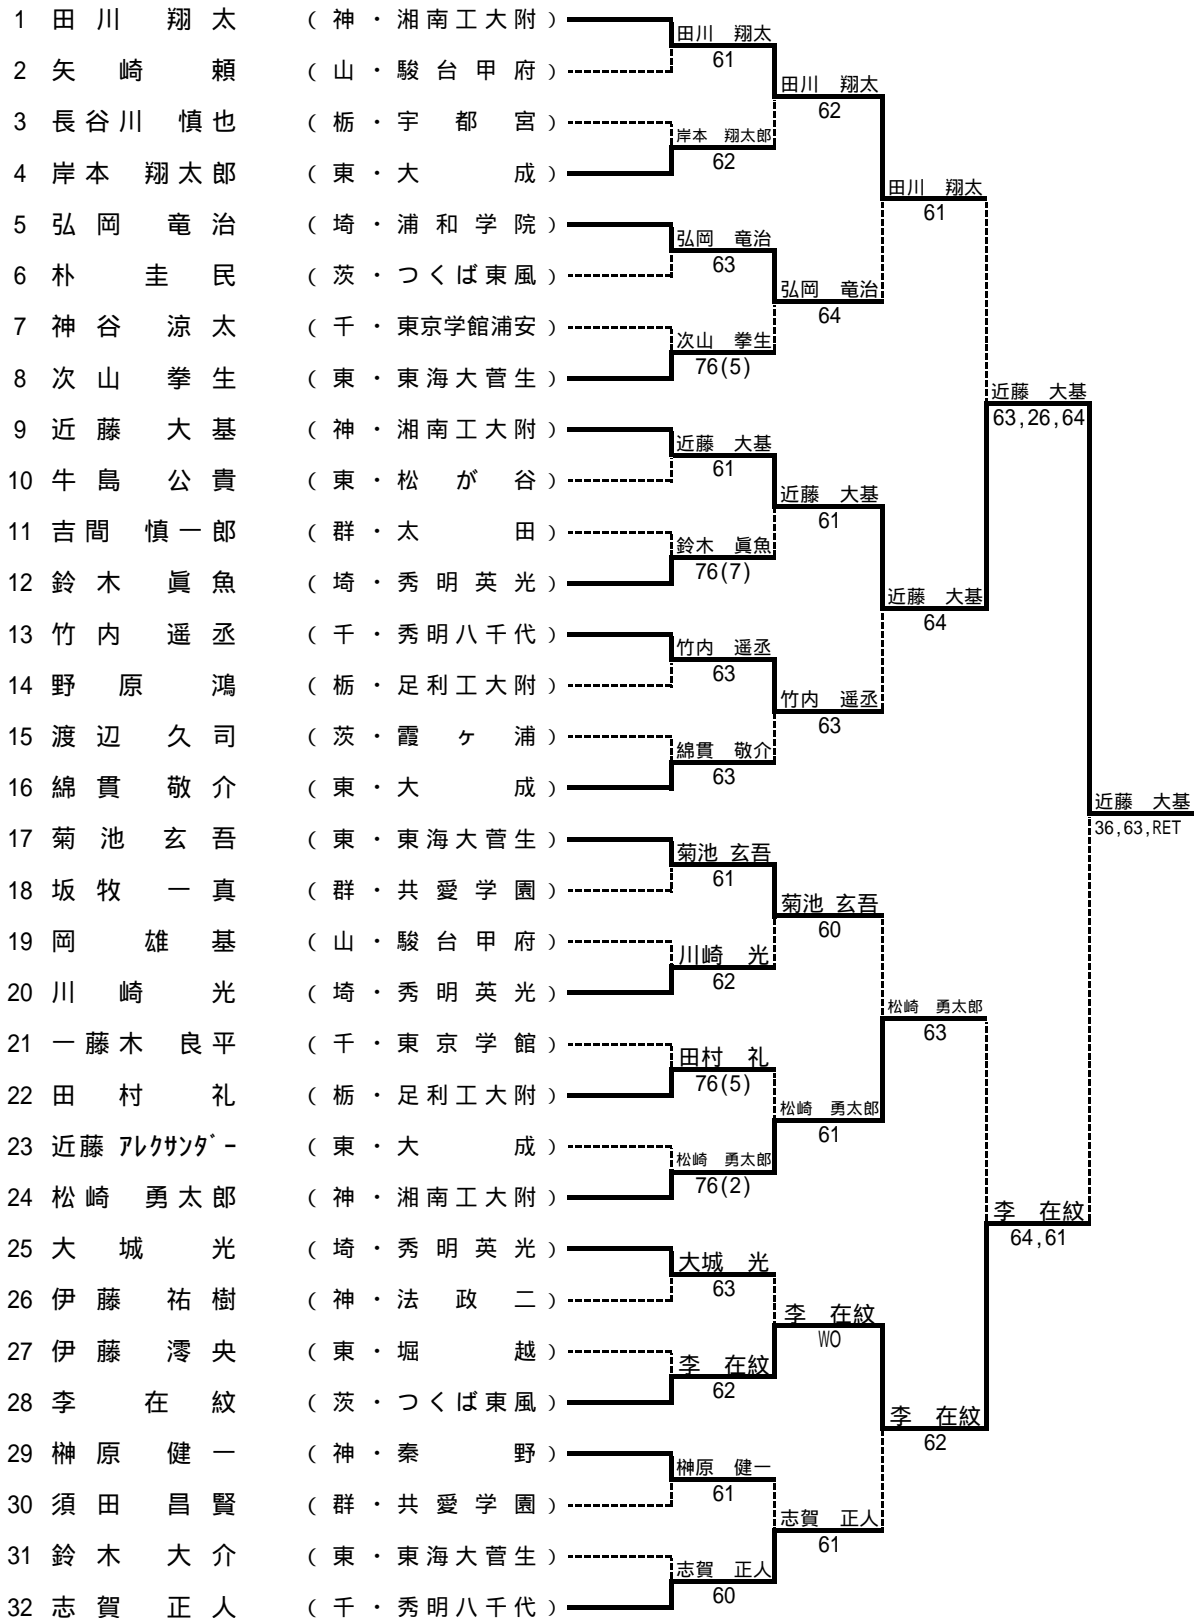 1 田川 翔太 (神・湘南工大附)
2 矢崎 頼 (山・駿台甲府)
3 長谷川 慎也 (栃・宇都宮)
4 岸本 翔太郎 (東・大成)
5 弘岡 竜治 (埼・浦和学院)
6 朴 圭民 (茨・つくば東風)
7 神谷 涼太 (千・東京学館浦安)
8 次山 拳生 (東・東海大菅生)
9 近藤 大基 (神・湘南工大附)
10 牛島 公貴 (東・松が谷)
11 吉間 慎一郎 (群・太田)
12 鈴木 眞魚 (埼・秀明英光)
13 竹内 遥丞 (千・秀明八千代)
14 野原 鴻 (栃・足利工大附)
15 渡辺 久司 (茨・霞ヶ浦)
16 綿貫 敬介 (東・大成)
17 菊池 玄吾 (東・東海大菅生)
18 坂牧 一真 (群・共愛学園)
19 岡 雄基 (山・駿台甲府)
20 川崎 光 (埼・秀明英光)
21 一藤木 良平 (千・東京学館)
22 田村 礼 (栃・足利工大附)
23 近藤 ｱﾚｸｻﾝﾀﾞｰ (東・大成)
24 松崎 勇太郎 (神・湘南工大附)
25 大城 光 (埼・秀明英光)
26 伊藤 祐樹 (神・法政二)
27 伊藤 澪央 (東・堀越)
28 李 在紋 (茨・つくば東風)
29 榊原 健一 (神・秦野)
30 須田 昌賢 (群・共愛学園)
31 鈴木 大介 (東・東海大菅生)
32 志賀 正人 (千・秀明八千代)
田川 翔太
61
岸本 翔太郎
62
弘岡 竜治
63
次山 拳生
76(5)
近藤 大基
61
鈴木 眞魚
76(7)
竹内 遥丞
63
綿貫 敬介
63
菊池 玄吾
61
川崎 光
62
田村 礼
76(5)
松崎 勇太郎
76(2)
大城 光
63
李 在紋
62
榊原 健一
61
志賀 正人
60
田川 翔太
62
弘岡 竜治
64
近藤 大基
61
竹内 遥丞
63
菊池 玄吾
60
松崎 勇太郎
61
李 在紋
WO
志賀 正人
61
田川 翔太
61
近藤 大基
64
松崎 勇太郎
63
李 在紋
62
近藤 大基
63,26,64
李 在紋
64,61
近藤 大基
36,63,RET